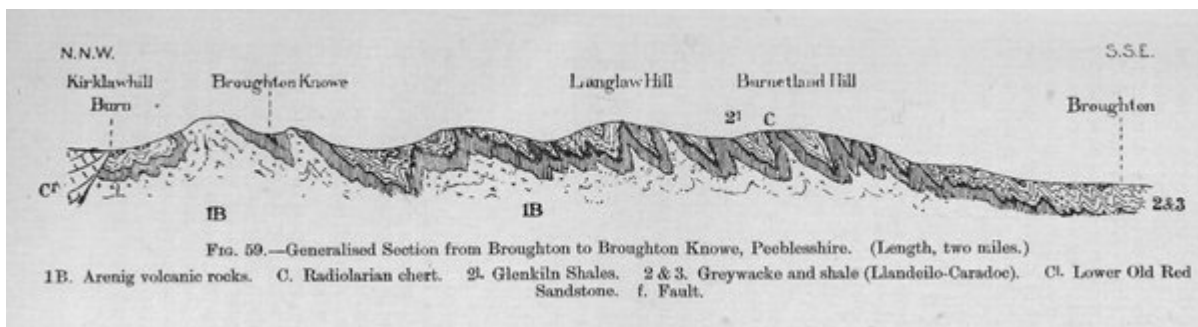 N.N.W. S.S.E.
Kirklawhill Broughton Knowe Langlaw Hill Burnetland Hill
Burn Broughton
2¹ C
Cᶠ
1B 1B 2&3
FIG. 59.—Generalised Section from Broughton to Broughton Knowe, Peeblesshire. (Length, two miles.)
1B. Arenig volcanic rocks. C. Radiolarian chert. 2¹. Glenkiln Shales. 2 & 3. Greywacke and shale (Llandeilo-Caradoc). C¹. Lower Old Red
Sandstone. f. Fault.